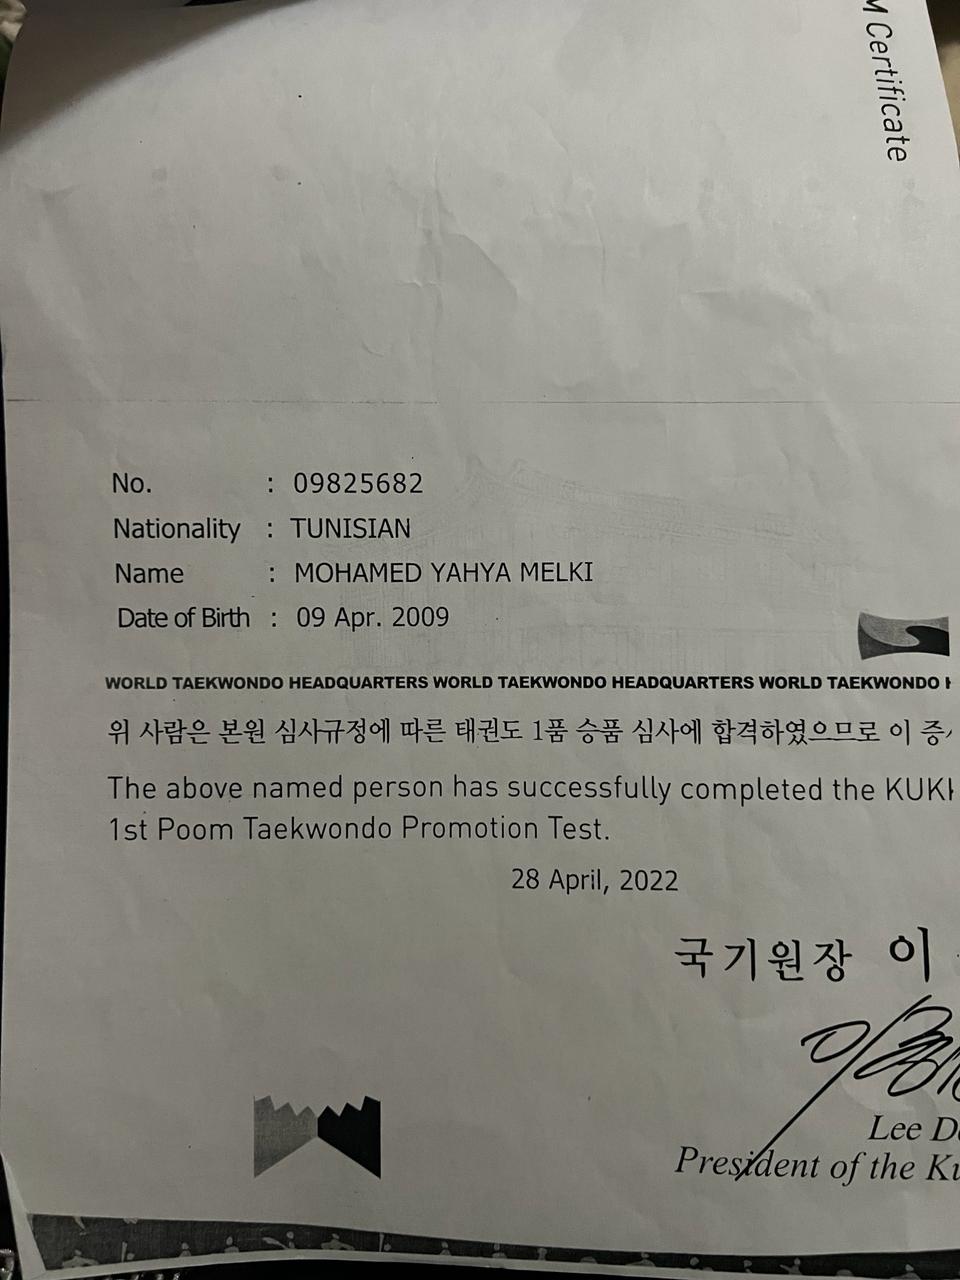 Certificate
No. : 09825682
Nationality : TUNISIAN
Name : MOHAMED YAHYA MELKI
Date of Birth : 09 Apr. 2009
WORLD TAEKWONDO HEADQUARTERS WORLD TAEKWONDO HEADQUARTERS WORLD TAEKWONDO
위 사람은 본원 심사규정에 따른 태권도 1품 승품 심사에 합격하였으므로 이 증
The above named person has successfully completed the KUKI
1st Poom Taekwondo Promotion Test.
28 April, 2022
국기원장 이
Lee D
President of the Ku